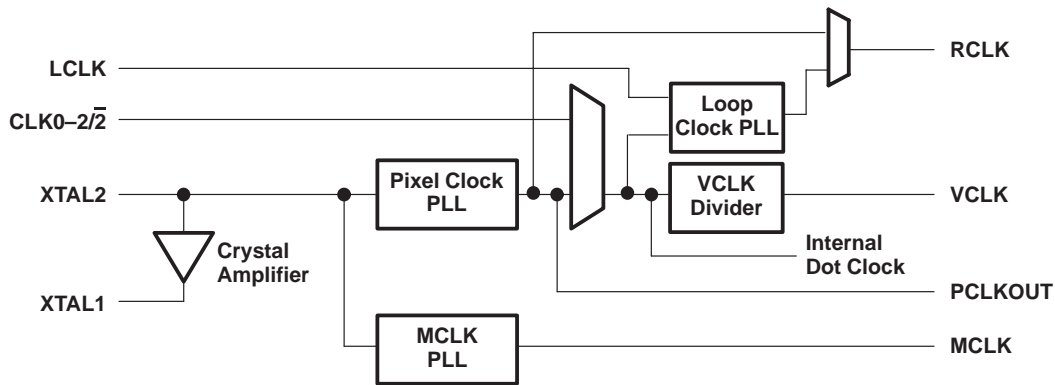 RCLK
LCLK
Loop
Clock PLL
CLK0–2/2̅
Pixel Clock
PLL
VCLK
Divider
XTAL2
VCLK
Crystal
Amplifier
Internal
Dot Clock
XTAL1
PCLKOUT
MCLK
PLL
MCLK